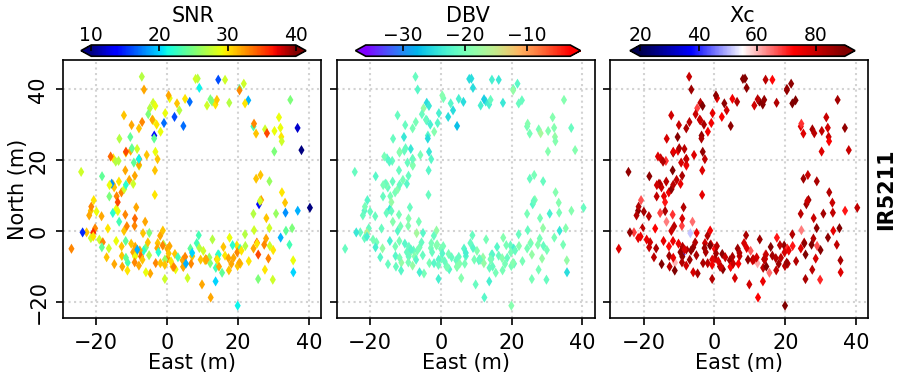 SNR DBV Xc
10 20 30 40 −30 −20 −10 20 40 60 80
40
20
0
−20
North (m)
IR5211
−20 0 20 40 −20 0 20 40 −20 0 20 40
East (m) East (m) East (m)